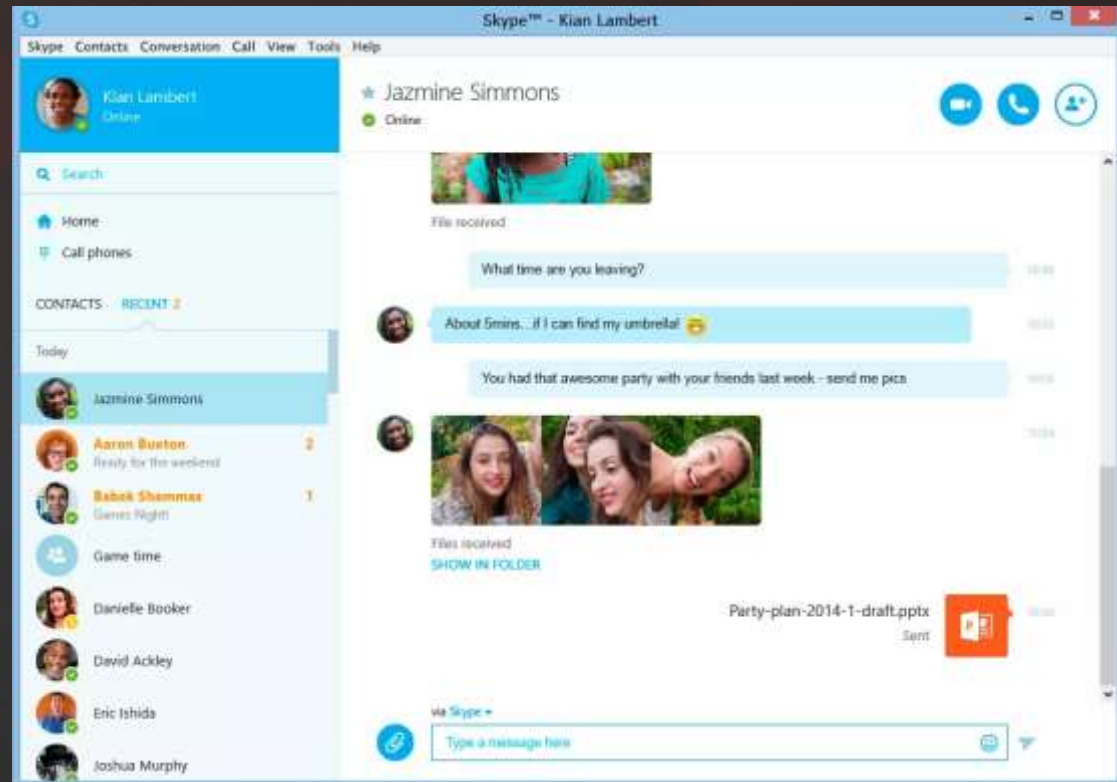 Skype™ - Kian Lambert
Skype Contacts Conversation Call View Tools Help
Kian Lambert
Online
Search
Home
Call phones
CONTACTS RECENT 2
Today
Jazmine Simmons
Aaron Buxton 2
Ready for the weekend
Babak Shammas 1
Games Night!
Game time
Danielle Booker
David Ackley
Eric Ishida
Joshua Murphy
Jazmine Simmons
Online
File received
What time are you leaving?
About 5mins...if I can find my umbrella!
You had that awesome party with your friends last week - send me pics
Files received
SHOW IN FOLDER
Party-plan-2014-1-draft.pptx
Sent
via Skype
Type a message here